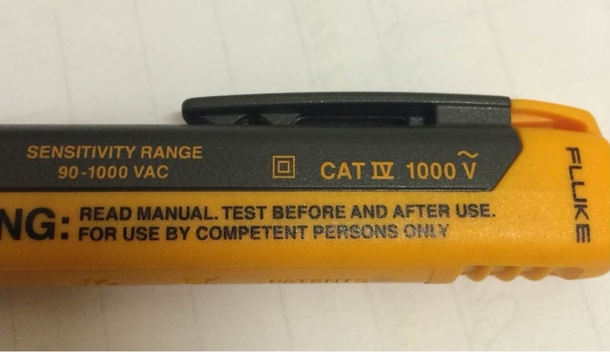 SENSITIVITY RANGE
90-1000 VAC
CAT IV 1000 V
FLUKE
NG: READ MANUAL. TEST BEFORE AND AFTER USE.
FOR USE BY COMPETENT PERSONS ONLY
PATENTS